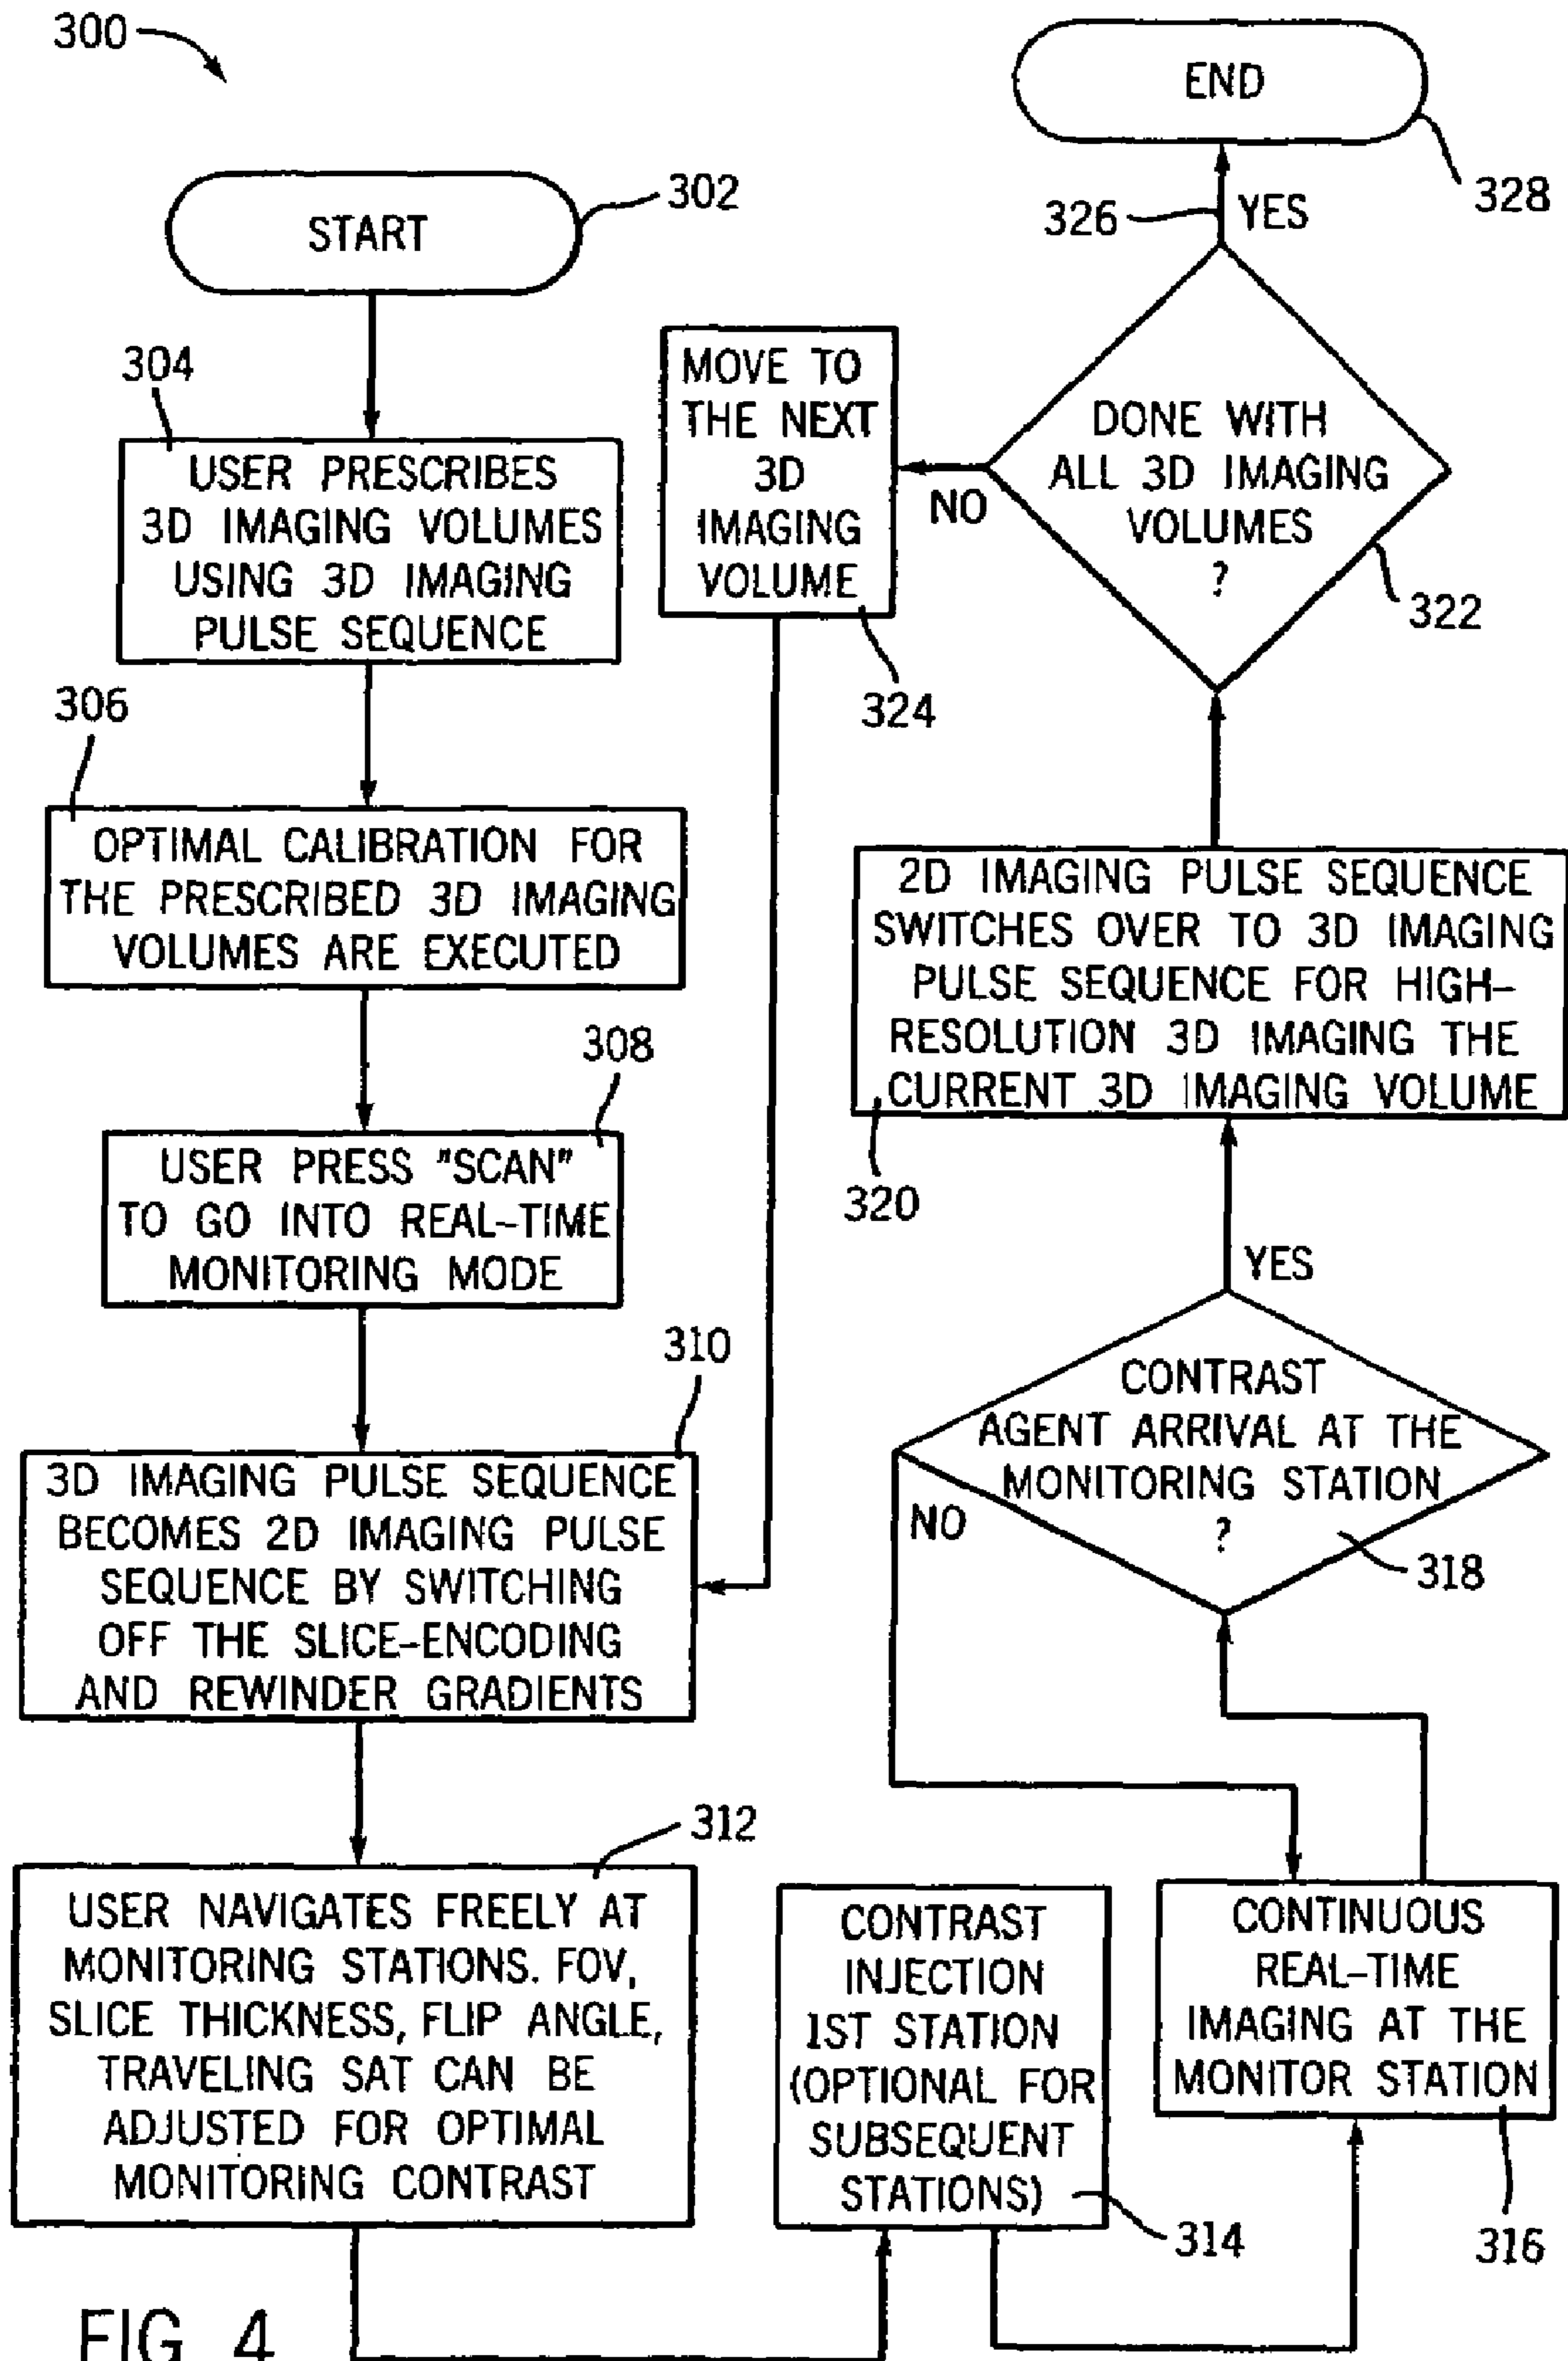 300
START
302
304
USER PRESCRIBES
3D IMAGING VOLUMES
USING 3D IMAGING
PULSE SEQUENCE
306
OPTIMAL CALIBRATION FOR
THE PRESCRIBED 3D IMAGING
VOLUMES ARE EXECUTED
308
USER PRESS "SCAN"
TO GO INTO REAL-TIME
MONITORING MODE
310
3D IMAGING PULSE SEQUENCE
BECOMES 2D IMAGING PULSE
SEQUENCE BY SWITCHING
OFF THE SLICE-ENCODING
AND REWINDER GRADIENTS
312
USER NAVIGATES FREELY AT
MONITORING STATIONS. FOV,
SLICE THICKNESS, FLIP ANGLE,
TRAVELING SAT CAN BE
ADJUSTED FOR OPTIMAL
MONITORING CONTRAST
CONTRAST
INJECTION
1ST STATION
(OPTIONAL FOR
SUBSEQUENT
STATIONS)
314
CONTINUOUS
REAL-TIME
IMAGING AT THE
MONITOR STATION
316
CONTRAST
AGENT ARRIVAL AT THE
MONITORING STATION
?
318
NO
YES
2D IMAGING PULSE SEQUENCE
SWITCHES OVER TO 3D IMAGING
PULSE SEQUENCE FOR HIGH-
RESOLUTION 3D IMAGING THE
CURRENT 3D IMAGING VOLUME
320
DONE WITH
ALL 3D IMAGING
VOLUMES
?
322
NO
MOVE TO
THE NEXT
3D
IMAGING
VOLUME
324
326
YES
END
328
FIG 4